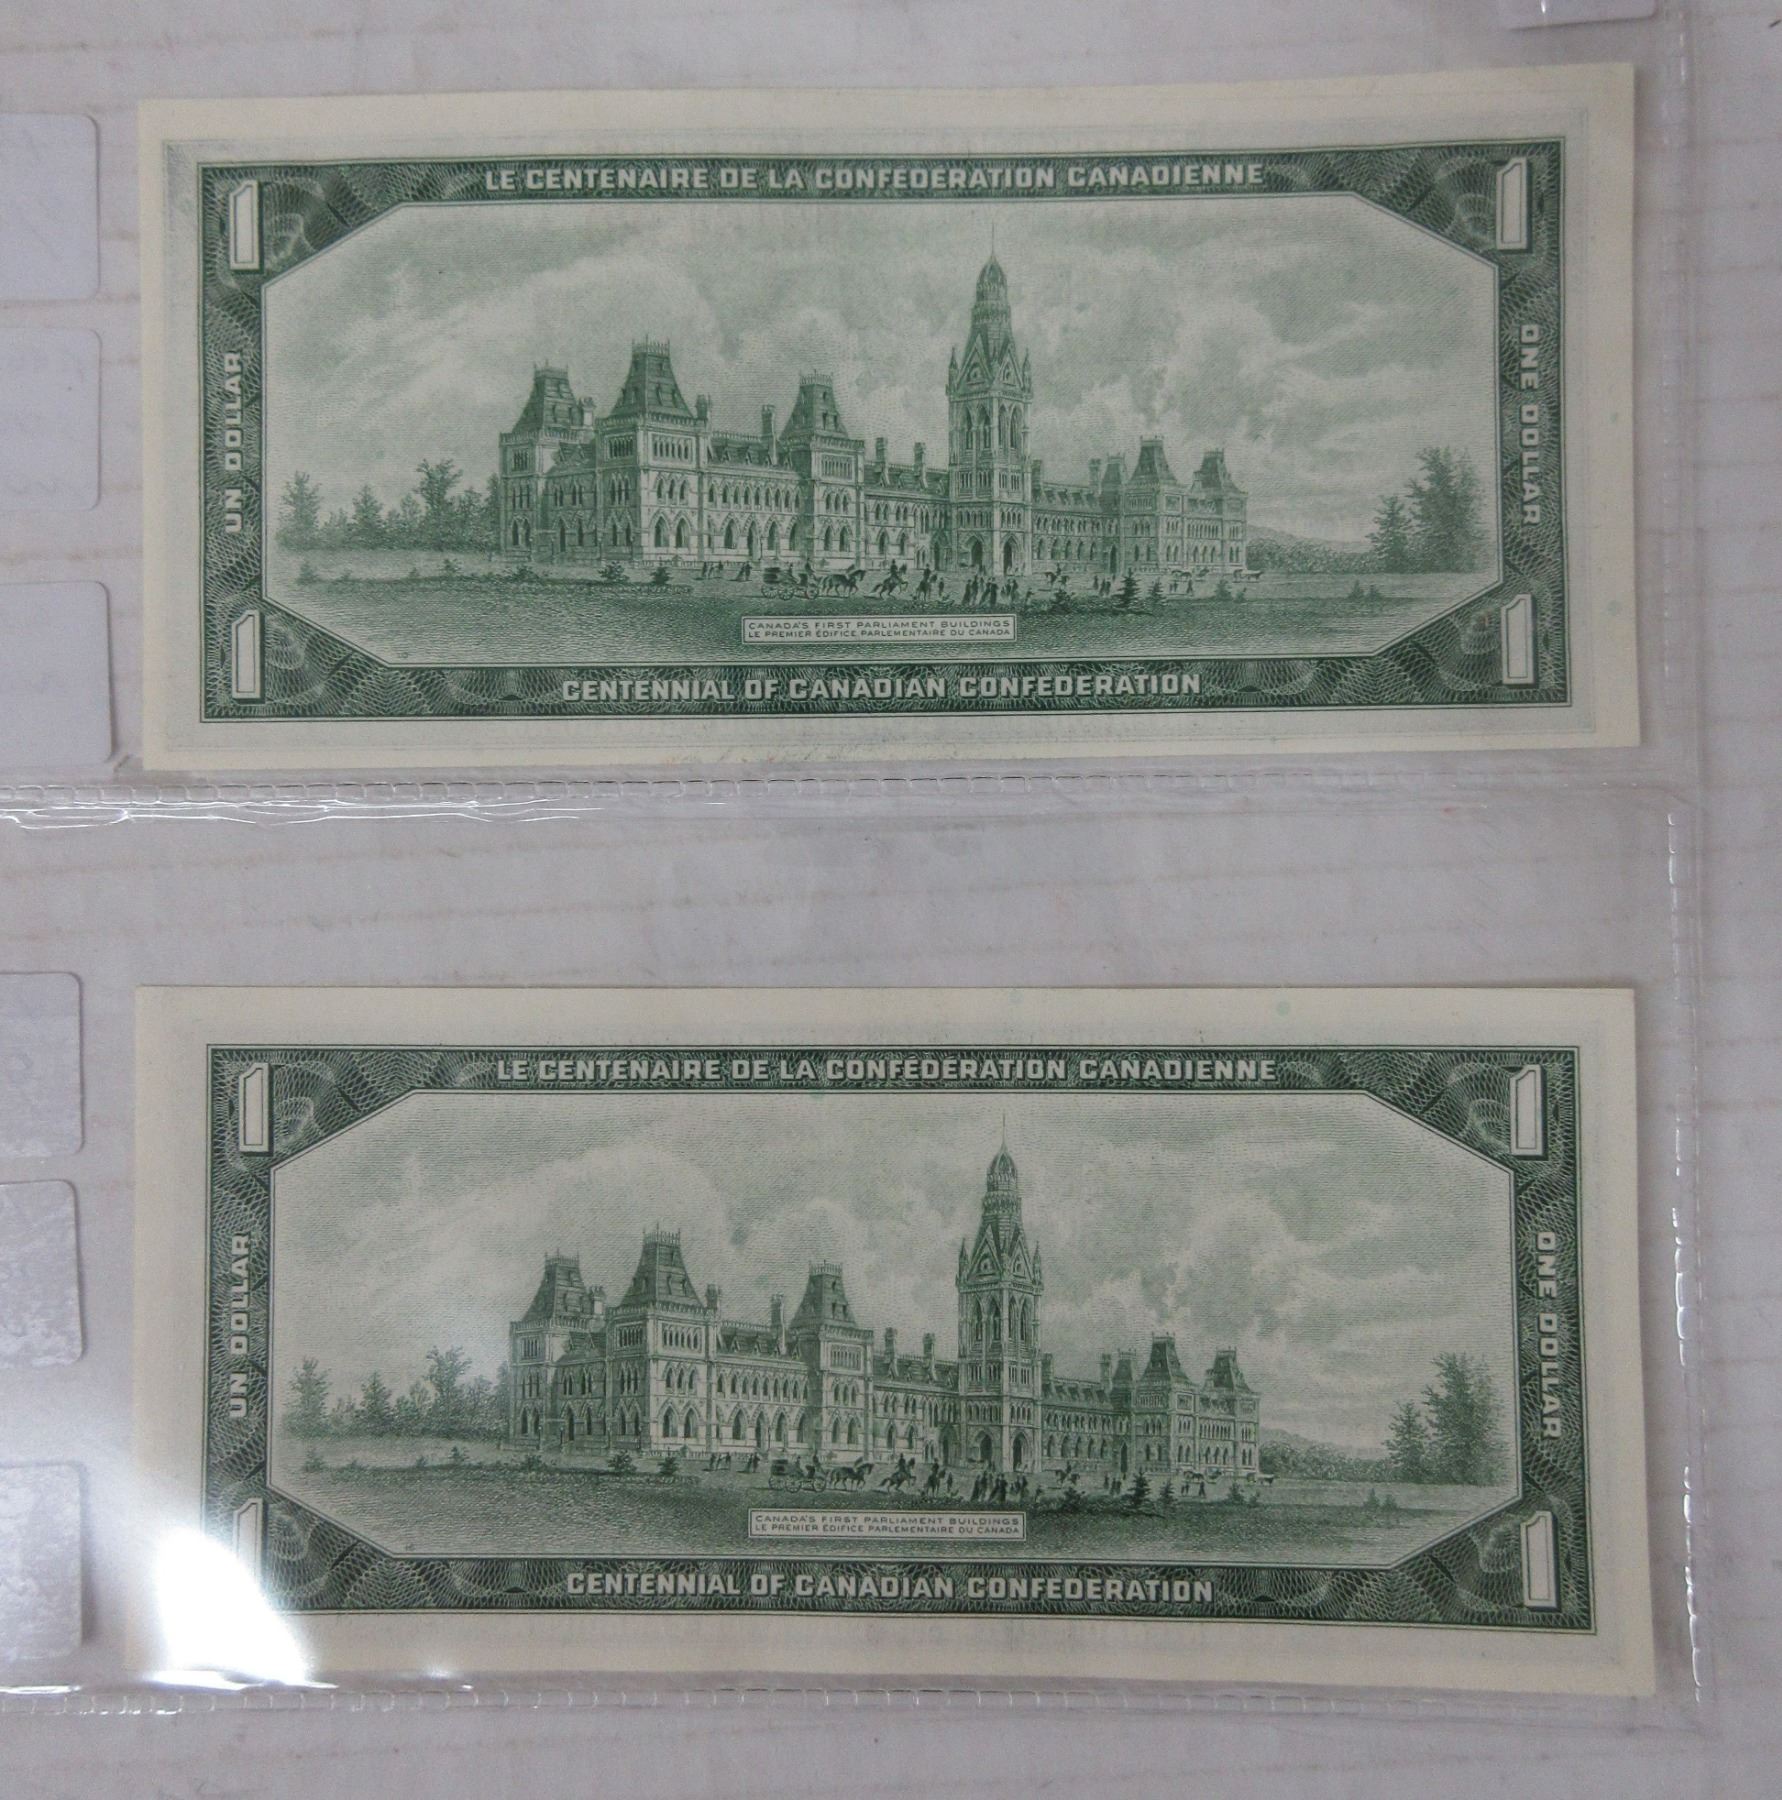 LE CENTENAIRE DE LA CONFEDERATION CANADIENNE
1 1
UN DOLLAR
ONE DOLLAR
CANADA'S FIRST PARLIAMENT BUILDINGS
LE PREMIER ÉDIFICE PARLEMENTAIRE DU CANADA
1 1
CENTENNIAL OF CANADIAN CONFEDERATION
LE CENTENAIRE DE LA CONFÉDÉRATION CANADIENNE
1 1
UN DOLLAR
ONE DOLLAR
CANADA'S FIRST PARLIAMENT BUILDINGS
LE PREMIER ÉDIFICE PARLEMENTAIRE DU CANADA
1 1
CENTENNIAL OF CANADIAN CONFEDERATION